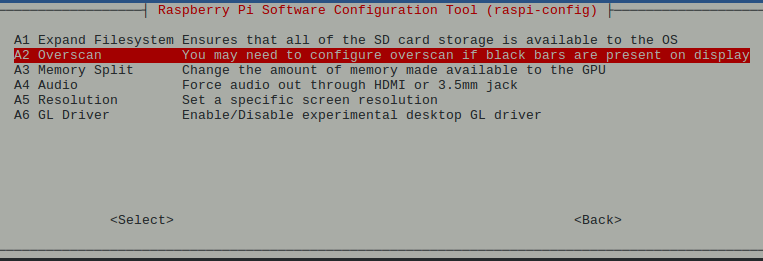 Raspberry Pi Software Configuration Tool (raspi-config)
A1 Expand Filesystem Ensures that all of the SD card storage is available to the OS
A2 Overscan You may need to configure overscan if black bars are present on display
A3 Memory Split Change the amount of memory made available to the GPU
A4 Audio Force audio out through HDMI or 3.5mm jack
A5 Resolution Set a specific screen resolution
A6 GL Driver Enable/Disable experimental desktop GL driver
<Select> <Back>